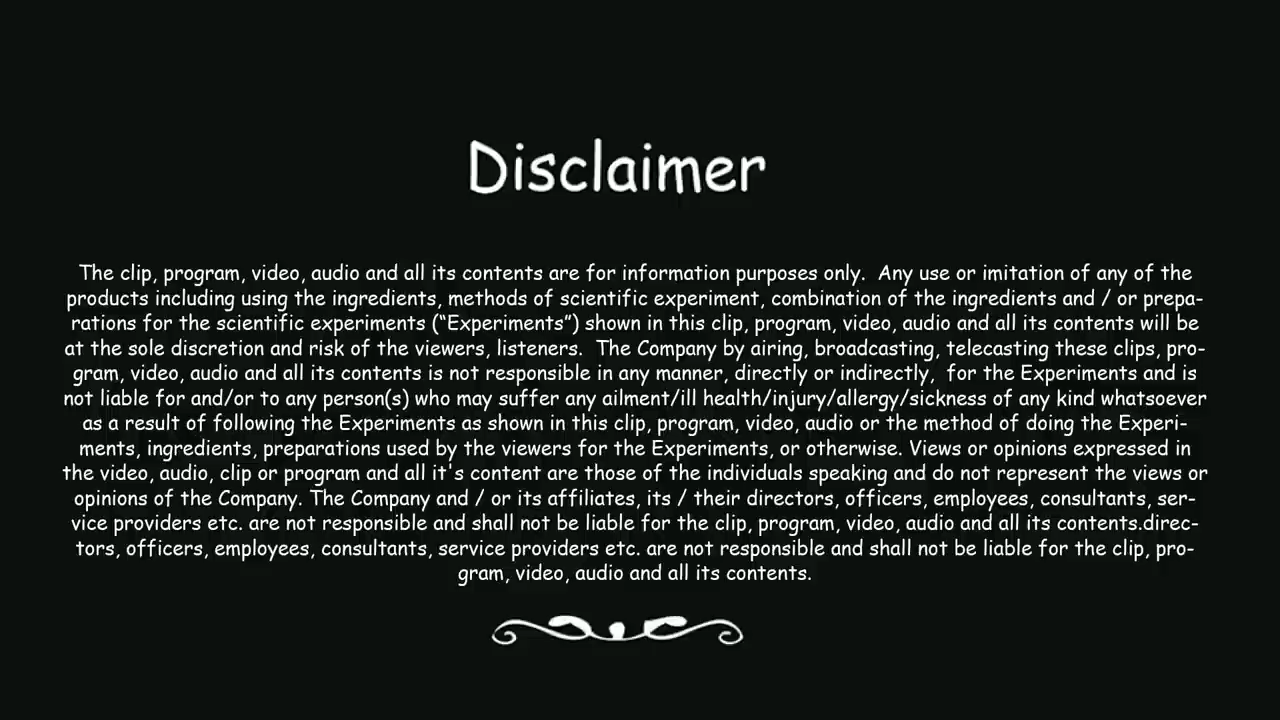 Disclaimer
The clip, program, video, audio and all its contents are for information purposes only.  Any use or imitation of any of the
products including using the ingredients, methods of scientific experiment, combination of the ingredients and / or prepa-
rations for the scientific experiments (“Experiments”) shown in this clip, program, video, audio and all its contents will be
at the sole discretion and risk of the viewers, listeners.  The Company by airing, broadcasting, telecasting these clips, pro-
gram, video, audio and all its contents is not responsible in any manner, directly or indirectly,  for the Experiments and is
not liable for and/or to any person(s) who may suffer any ailment/ill health/injury/allergy/sickness of any kind whatsoever
as a result of following the Experiments as shown in this clip, program, video, audio or the method of doing the Experi-
ments, ingredients, preparations used by the viewers for the Experiments, or otherwise. Views or opinions expressed in
the video, audio, clip or program and all it's content are those of the individuals speaking and do not represent the views or
opinions of the Company. The Company and / or its affiliates, its / their directors, officers, employees, consultants, ser-
vice providers etc. are not responsible and shall not be liable for the clip, program, video, audio and all its contents.direc-
tors, officers, employees, consultants, service providers etc. are not responsible and shall not be liable for the clip, pro-
gram, video, audio and all its contents.